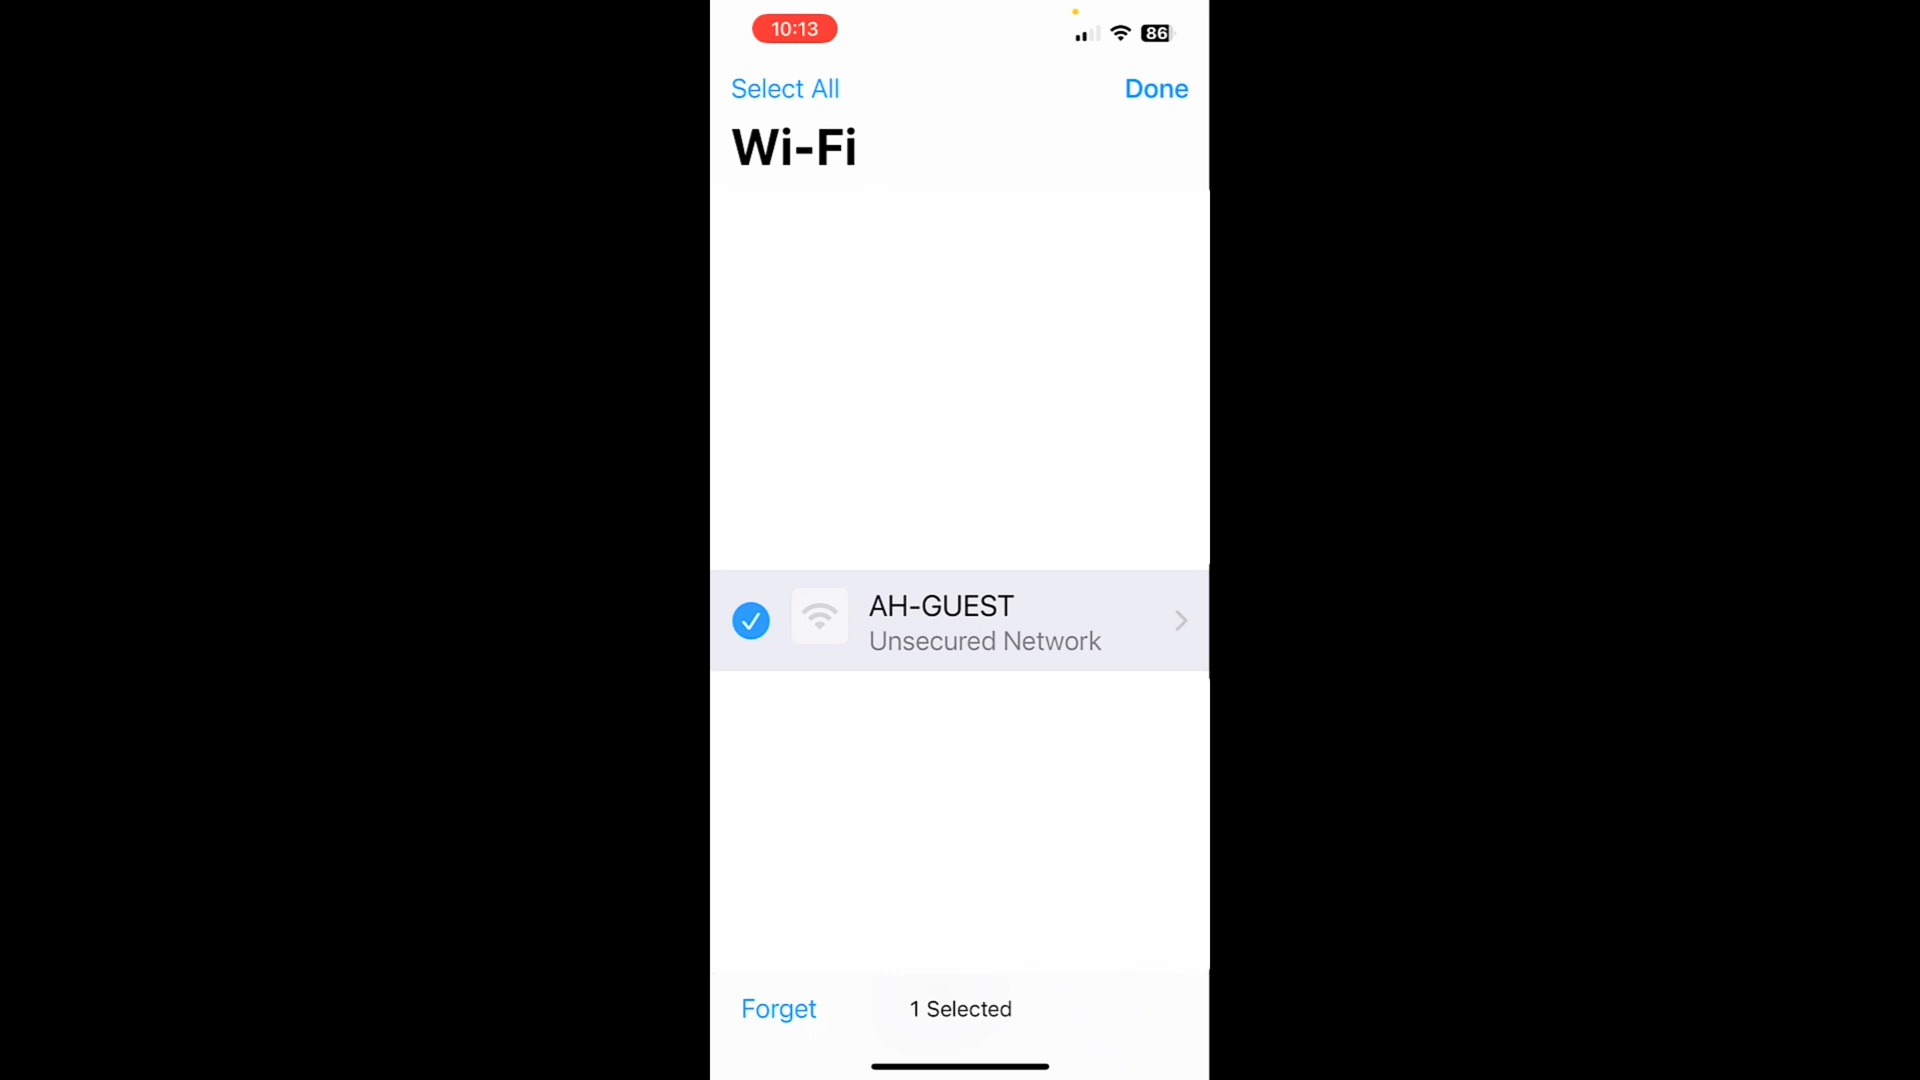 10:13
86
Select All
Done
Wi-Fi
AH-GUEST
Unsecured Network
Forget
1 Selected